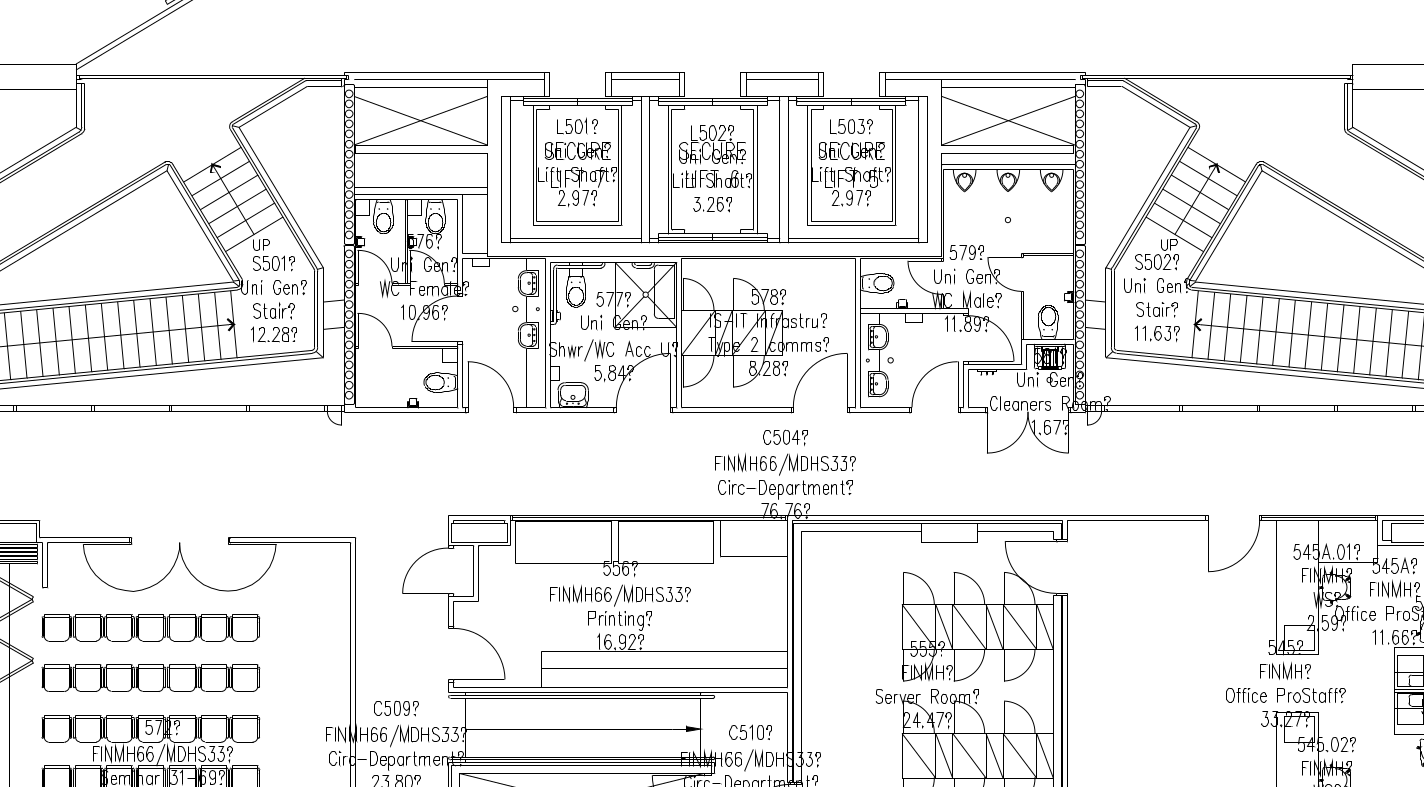 L501?
Uni Gen?
Lift Shaft?
2,97?
SECURE
LIFT 7
L502?
Uni Gen?
Lift Shaft?
3.26?
SECURE
LIFT 6
L503?
Uni Gen?
Lift Shaft?
2,97?
SECURE
LIFT 5
UP
S501?
Uni Gen?
Stair?
12.28?
576?
Uni Gen?
WC Female?
10,96?
577?
Uni Gen?
Shwr/WC Acc U?
5,84?
578?
IS-IT Infrastru?
Type 2 comms?
8,28?
579?
Uni Gen?
WC Male?
11.89?
UP
S502?
Uni Gen?
Stair?
11,63?
Uni Gen?
Cleaners Room?
1,67?
C504?
FINMH66/MDHS33?
Circ-Department?
76,76?
556?
FINMH66/MDHS33?
Printing?
16.92?
555?
FINMH?
Server Room?
24,47?
545A.01?
FINMH?
WS?
2,59?
545A?
FINMH?
Office ProS
11.66?
545?
FINMH?
Office ProStaff?
33,27?
545.02?
FINMH?
572?
FINMH66/MDHS33?
Seminar 31-69?
C509?
FINMH66/MDHS33?
Circ-Department?
23,80?
C510?
FINMH66/MDHS33?
Circ-Department?